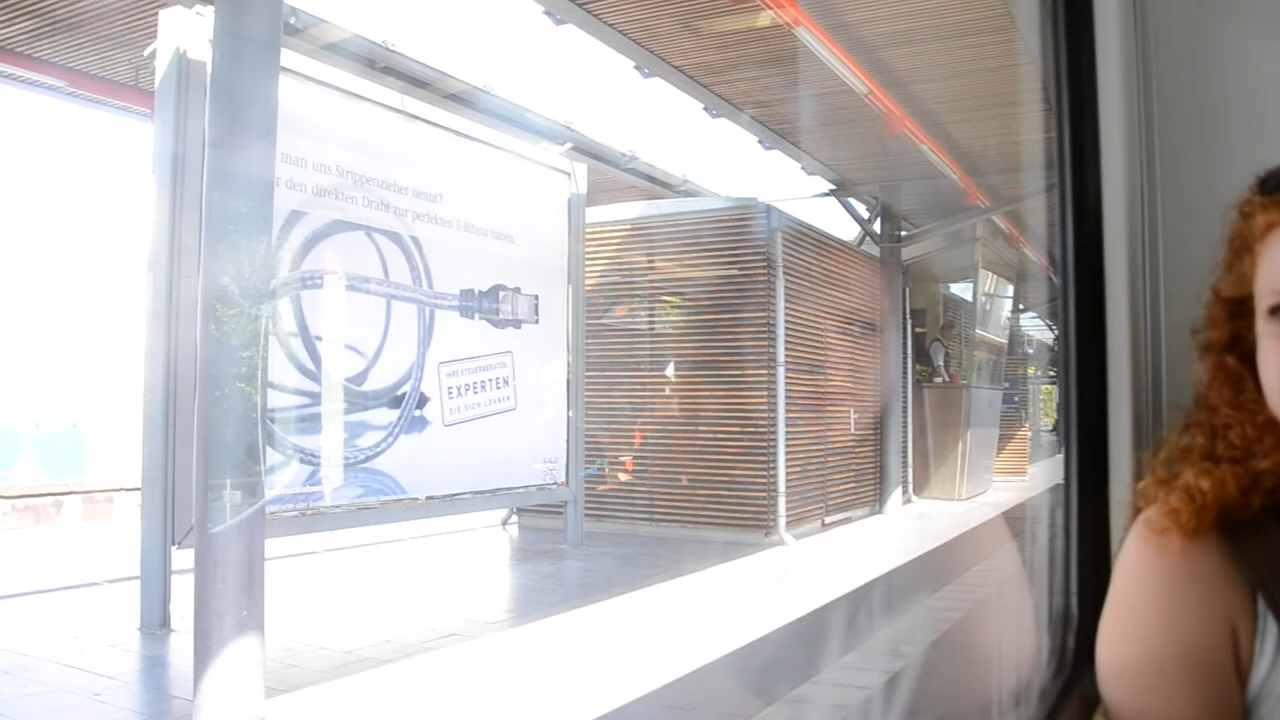 man uns Strippenzieher nennt?
den direkten Draht zur perfekten E-Bilanz haben.
IHRE STEUERBERATER.
EXPERTEN
DIE SICH LOHNEN